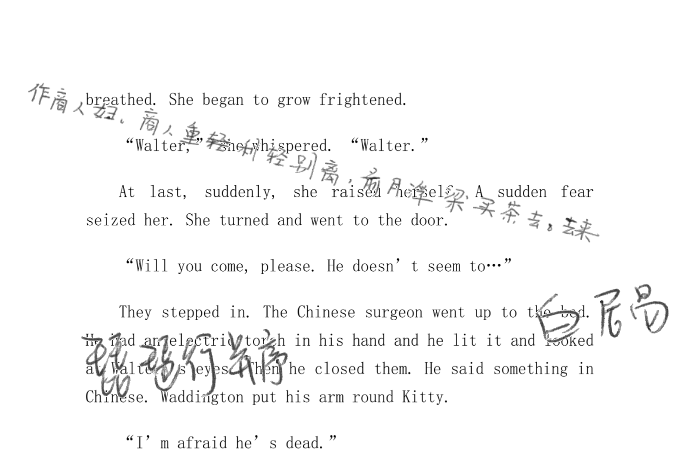 breathed. She began to grow frightened.
作商人妇。商人重利轻别离,前月浮梁买茶去。去来
“Walter,” she whispered. “Walter.”
At last, suddenly, she raised herself. A sudden fear
seized her. She turned and went to the door.
“Will you come, please. He doesn’t seem to…”
They stepped in. The Chinese surgeon went up to the bed.
白居易
He had an electric torch in his hand and he lit it and looked
琵琶行并序
at Walter’s eyes. Then he closed them. He said something in
Chinese. Waddington put his arm round Kitty.
“I’m afraid he’s dead.”